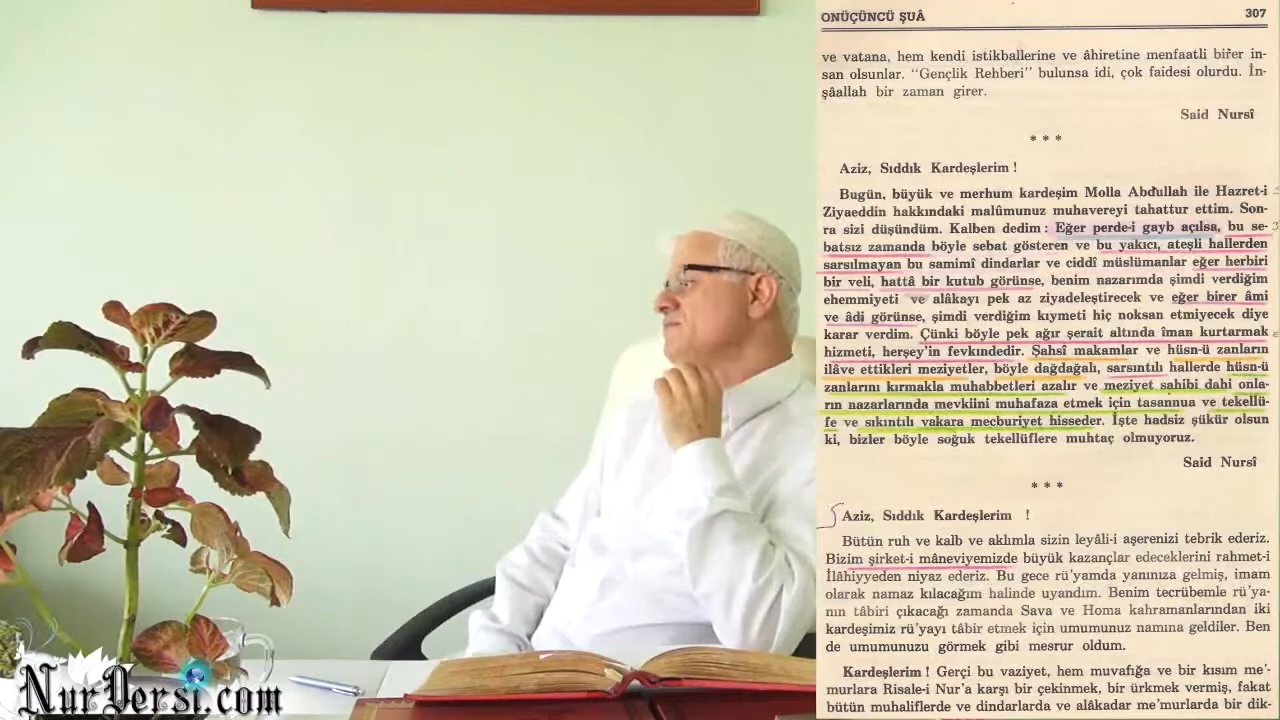 ONÜÇÜNCÜ ŞUÂ 307
ve vatana, hem kendi istikballerine ve âhiretine menfaatli birer in-
san olsunlar. "Gençlik Rehberi" bulunsa idi, çok faidesi olurdu. İn-
şâallah bir zaman girer.
Said Nursî
* * *
Aziz, Sıddık Kardeşlerim !
Bugün, büyük ve merhum kardeşim Molla Abdullah ile Hazret-i
Ziyaeddin hakkındaki malûmunuz muhavereyi tahattur ettim. Son-
ra sizi düşündüm. Kalben dedim : Eğer perde-i gayb açılsa, bu se-
batsız zamanda böyle sebat gösteren ve bu yakıcı, ateşli hallerden
sarsılmayan bu samimî dindarlar ve ciddî müslümanlar eğer herbiri
bir veli, hattâ bir kutub görünse, benim nazarımda şimdi verdiğim
ehemmiyeti ve alâkayı pek az ziyadeleştirecek ve eğer birer âmi
ve âdi görünse, şimdi verdiğim kıymeti hiç noksan etmiyecek diye
karar verdim. Çünki böyle pek ağır şerait altında îman kurtarmak
hizmeti, herşey'in fevkındedir. Şahsî makamlar ve hüsn-ü zanların
ilâve ettikleri meziyetler, böyle dağdağalı, sarsıntılı hallerde hüsn-ü
zanlarını kırmakla muhabbetleri azalır ve meziyet sahibi dahi onla-
rın nazarlarında mevkiini muhafaza etmek için tasannua ve tekellü-
fe ve sıkıntılı vakara mecburiyet hisseder. İşte hadsiz şükür olsun
ki, bizler böyle soğuk tekellüflere muhtaç olmuyoruz.
Said Nursî
* * *
Aziz, Sıddık Kardeşlerim !
Bütün ruh ve kalb ve aklımla sizin leyâli-i aşerenizi tebrik ederiz.
Bizim şirket-i mâneviyemizde büyük kazançlar edeceklerini rahmet-i
İlâhiyyeden niyaz ederiz. Bu gece rü'yamda yanınıza gelmiş, imam
olarak namaz kılacağım halinde uyandım. Benim tecrübemle rü'ya-
nın tâbiri çıkacağı zamanda Sava ve Homa kahramanlarından iki
kardeşimiz rü'yayı tâbir etmek için umumunuz namına geldiler. Ben
de umumunuzu görmek gibi mesrur oldum.
Kardeşlerim ! Gerçi bu vaziyet, hem muvafığa ve bir kısım me'-
murlara Risale-i Nur'a karşı bir çekinmek, bir ürkmek vermiş, fakat
bütün muhaliflerde ve dindarlarda ve alâkadar me'murlarda bir dik-
NurDersi.com